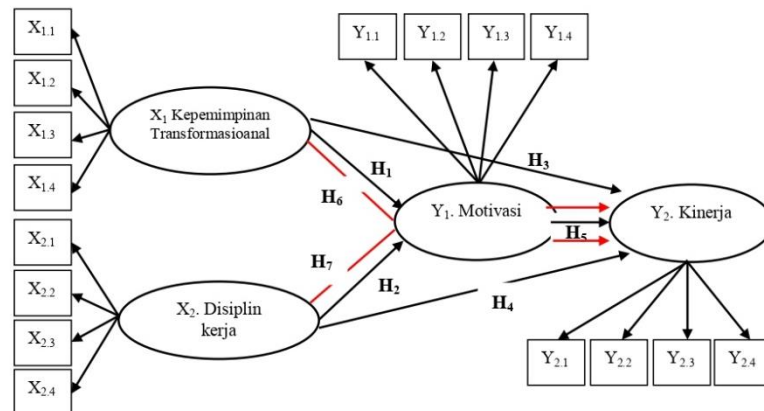 X1.1
X1.2
X1.3
X1.4
Y1.1
Y1.2
Y1.3
Y1.4
X1 Kepemimpinan
Transformasioanal
H1
H3
H6
Y1. Motivasi
Y2. Kinerja
H5
X2.1
X2.2
X2.3
X2.4
H7
H2
H4
X2. Disiplin
kerja
Y2.1
Y2.2
Y2.3
Y2.4